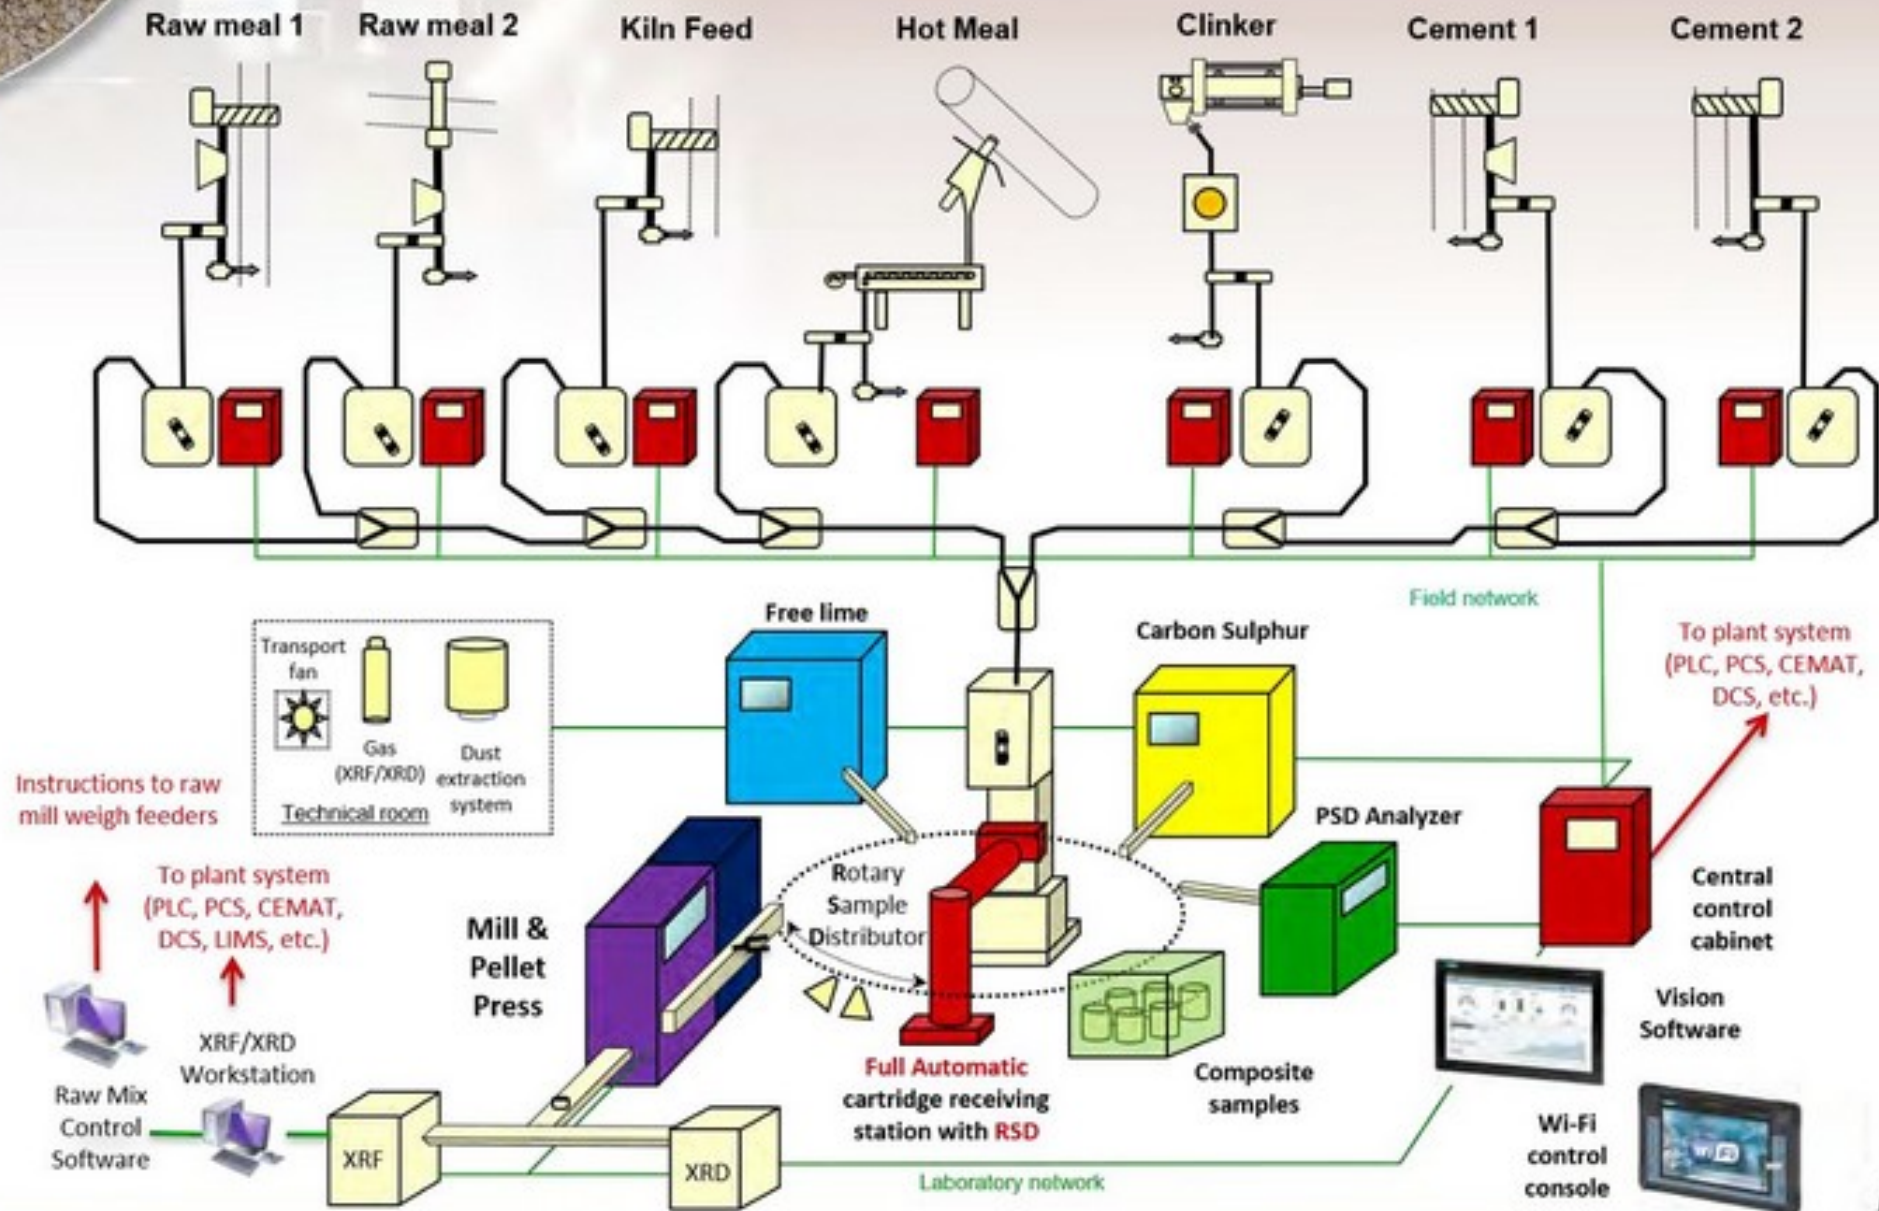 Raw meal 1
Raw meal 2
Kiln Feed
Hot Meal
Clinker
Cement 1
Cement 2
Field network
Free lime
Carbon Sulphur
To plant system
(PLC, PCS, CEMAT,
DCS, etc.)
Transport
fan
Gas
(XRF/XRD)
Dust
extraction
system
Technical room
Instructions to raw
mill weigh feeders
To plant system
(PLC, PCS, CEMAT,
DCS, LIMS, etc.)
PSD Analyzer
Rotary
Sample
Distributor
Mill &
Pellet
Press
Central
control
cabinet
Vision
Software
XRF/XRD
Workstation
Raw Mix
Control
Software
Full Automatic
cartridge receiving
station with RSD
Composite
samples
XRF
XRD
Laboratory network
Wi-Fi
control
console
WiFi